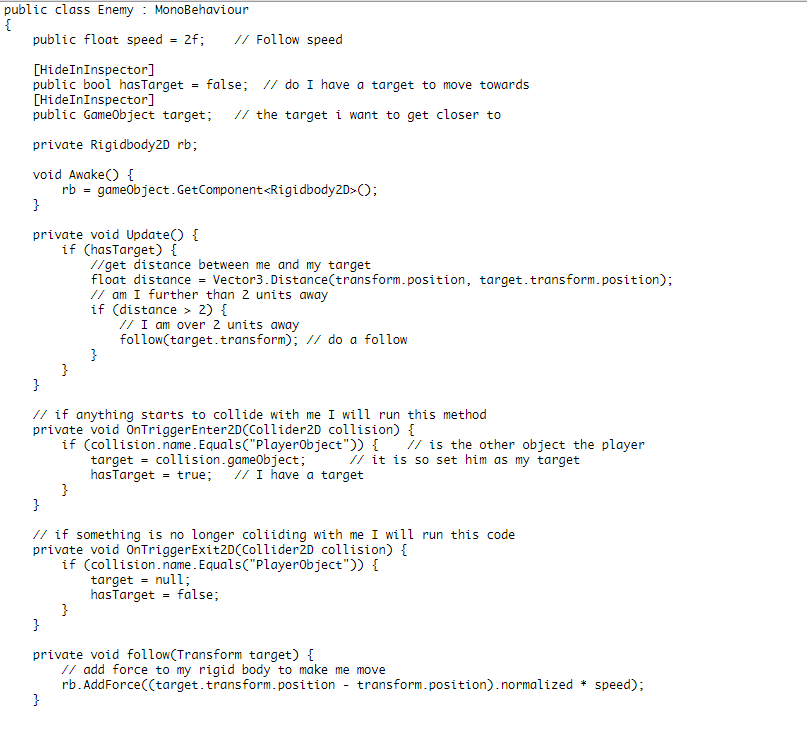 public class Enemy : MonoBehaviour
{
    public float speed = 2f;    // Follow speed

    [HideInInspector]
    public bool hasTarget = false;  // do I have a target to move towards
    [HideInInspector]
    public GameObject target;   // the target i want to get closer to

    private Rigidbody2D rb;

    void Awake() {
        rb = gameObject.GetComponent<Rigidbody2D>();
    }

    private void Update() {
        if (hasTarget) {
            //get distance between me and my target
            float distance = Vector3.Distance(transform.position, target.transform.position);
            // am I further than 2 units away
            if (distance > 2) {
                // I am over 2 units away
                follow(target.transform); // do a follow
            }
        }
    }

    // if anything starts to collide with me I will run this method
    private void OnTriggerEnter2D(Collider2D collision) {
        if (collision.name.Equals("PlayerObject")) {    // is the other object the player
            target = collision.gameObject;      // it is so set him as my target
            hasTarget = true;   // I have a target
        }
    }

    // if something is no longer coliiding with me I will run this code
    private void OnTriggerExit2D(Collider2D collision) {
        if (collision.name.Equals("PlayerObject")) {
            target = null;
            hasTarget = false;
        }
    }

    private void follow(Transform target) {
        // add force to my rigid body to make me move
        rb.AddForce((target.transform.position - transform.position).normalized * speed);
    }